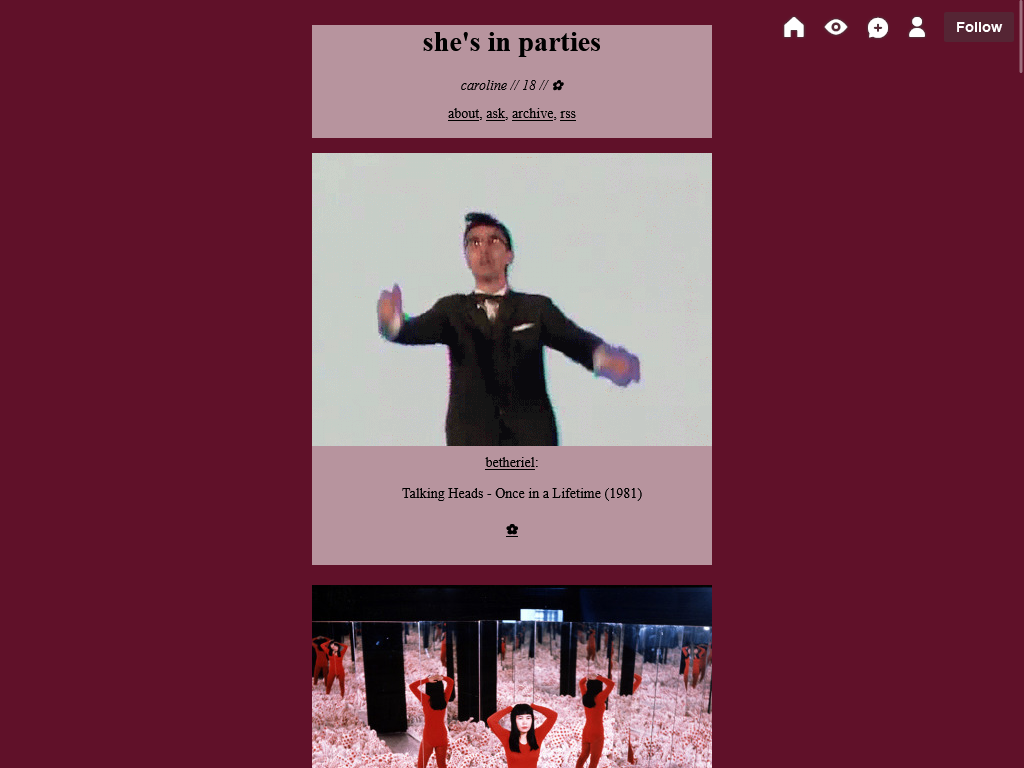 Follow
she's in parties
caroline // 18 // ✿
about, ask, archive, rss
betheriel:
Talking Heads - Once in a Lifetime (1981)
✿